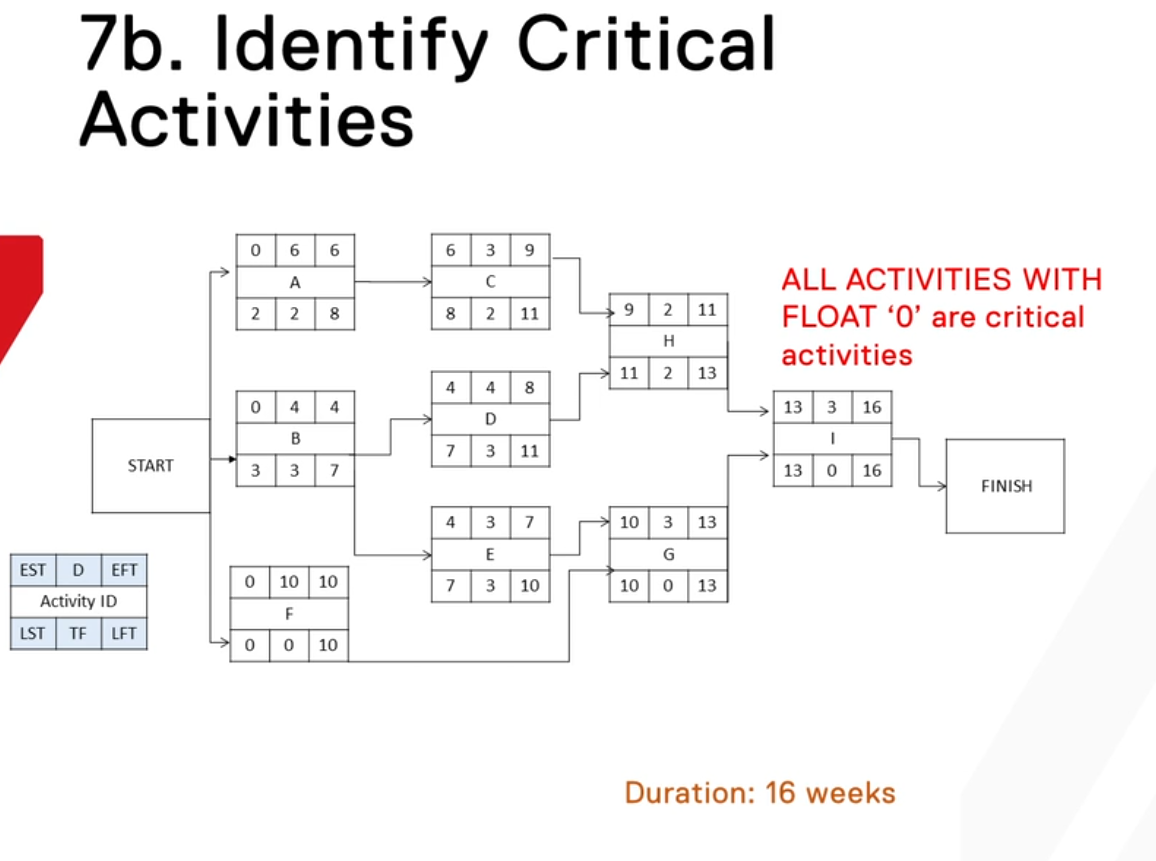 7b. Identify Critical
Activities
0 6 6
A
2 2 8
6 3 9
C
8 2 11
9 2 11
H
11 2 13
ALL ACTIVITIES WITH
FLOAT ‘0’ are critical
activities
0 4 4
B
3 3 7
4 4 8
D
7 3 11
13 3 16
I
13 0 16
START
FINISH
4 3 7
E
7 3 10
10 3 13
G
10 0 13
EST D EFT
Activity ID
LST TF LFT
0 10 10
F
0 0 10
Duration: 16 weeks